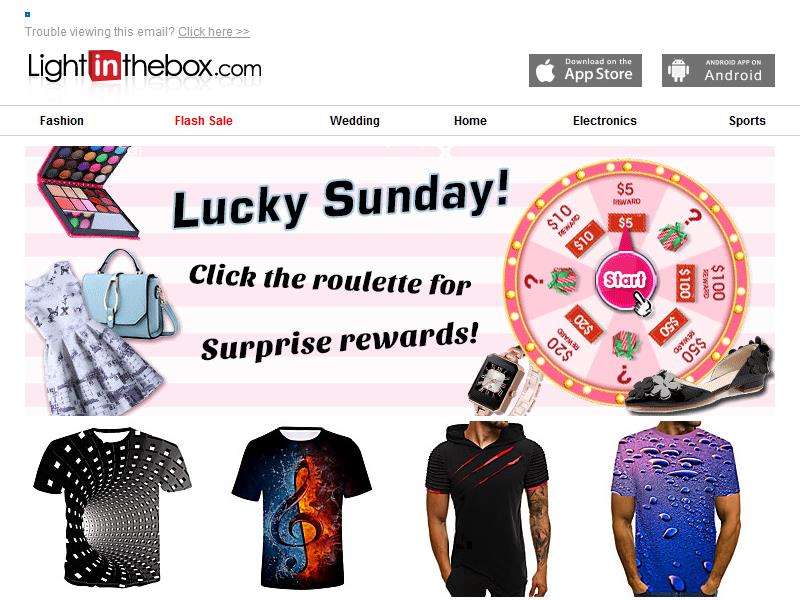 Trouble viewing this email? Click here >>
Lightinthebox.com
Download on the
App Store
ANDROID APP ON
Android
Fashion
Flash Sale
Wedding
Home
Electronics
Sports
Lucky Sunday!
Click the roulette for
Surprise rewards!
$5
REWARD
$5
?
$100
$100
REWARD
$50
$50
REWARD
?
$20
$20
REWARD
?
$10
$10
REWARD
Start